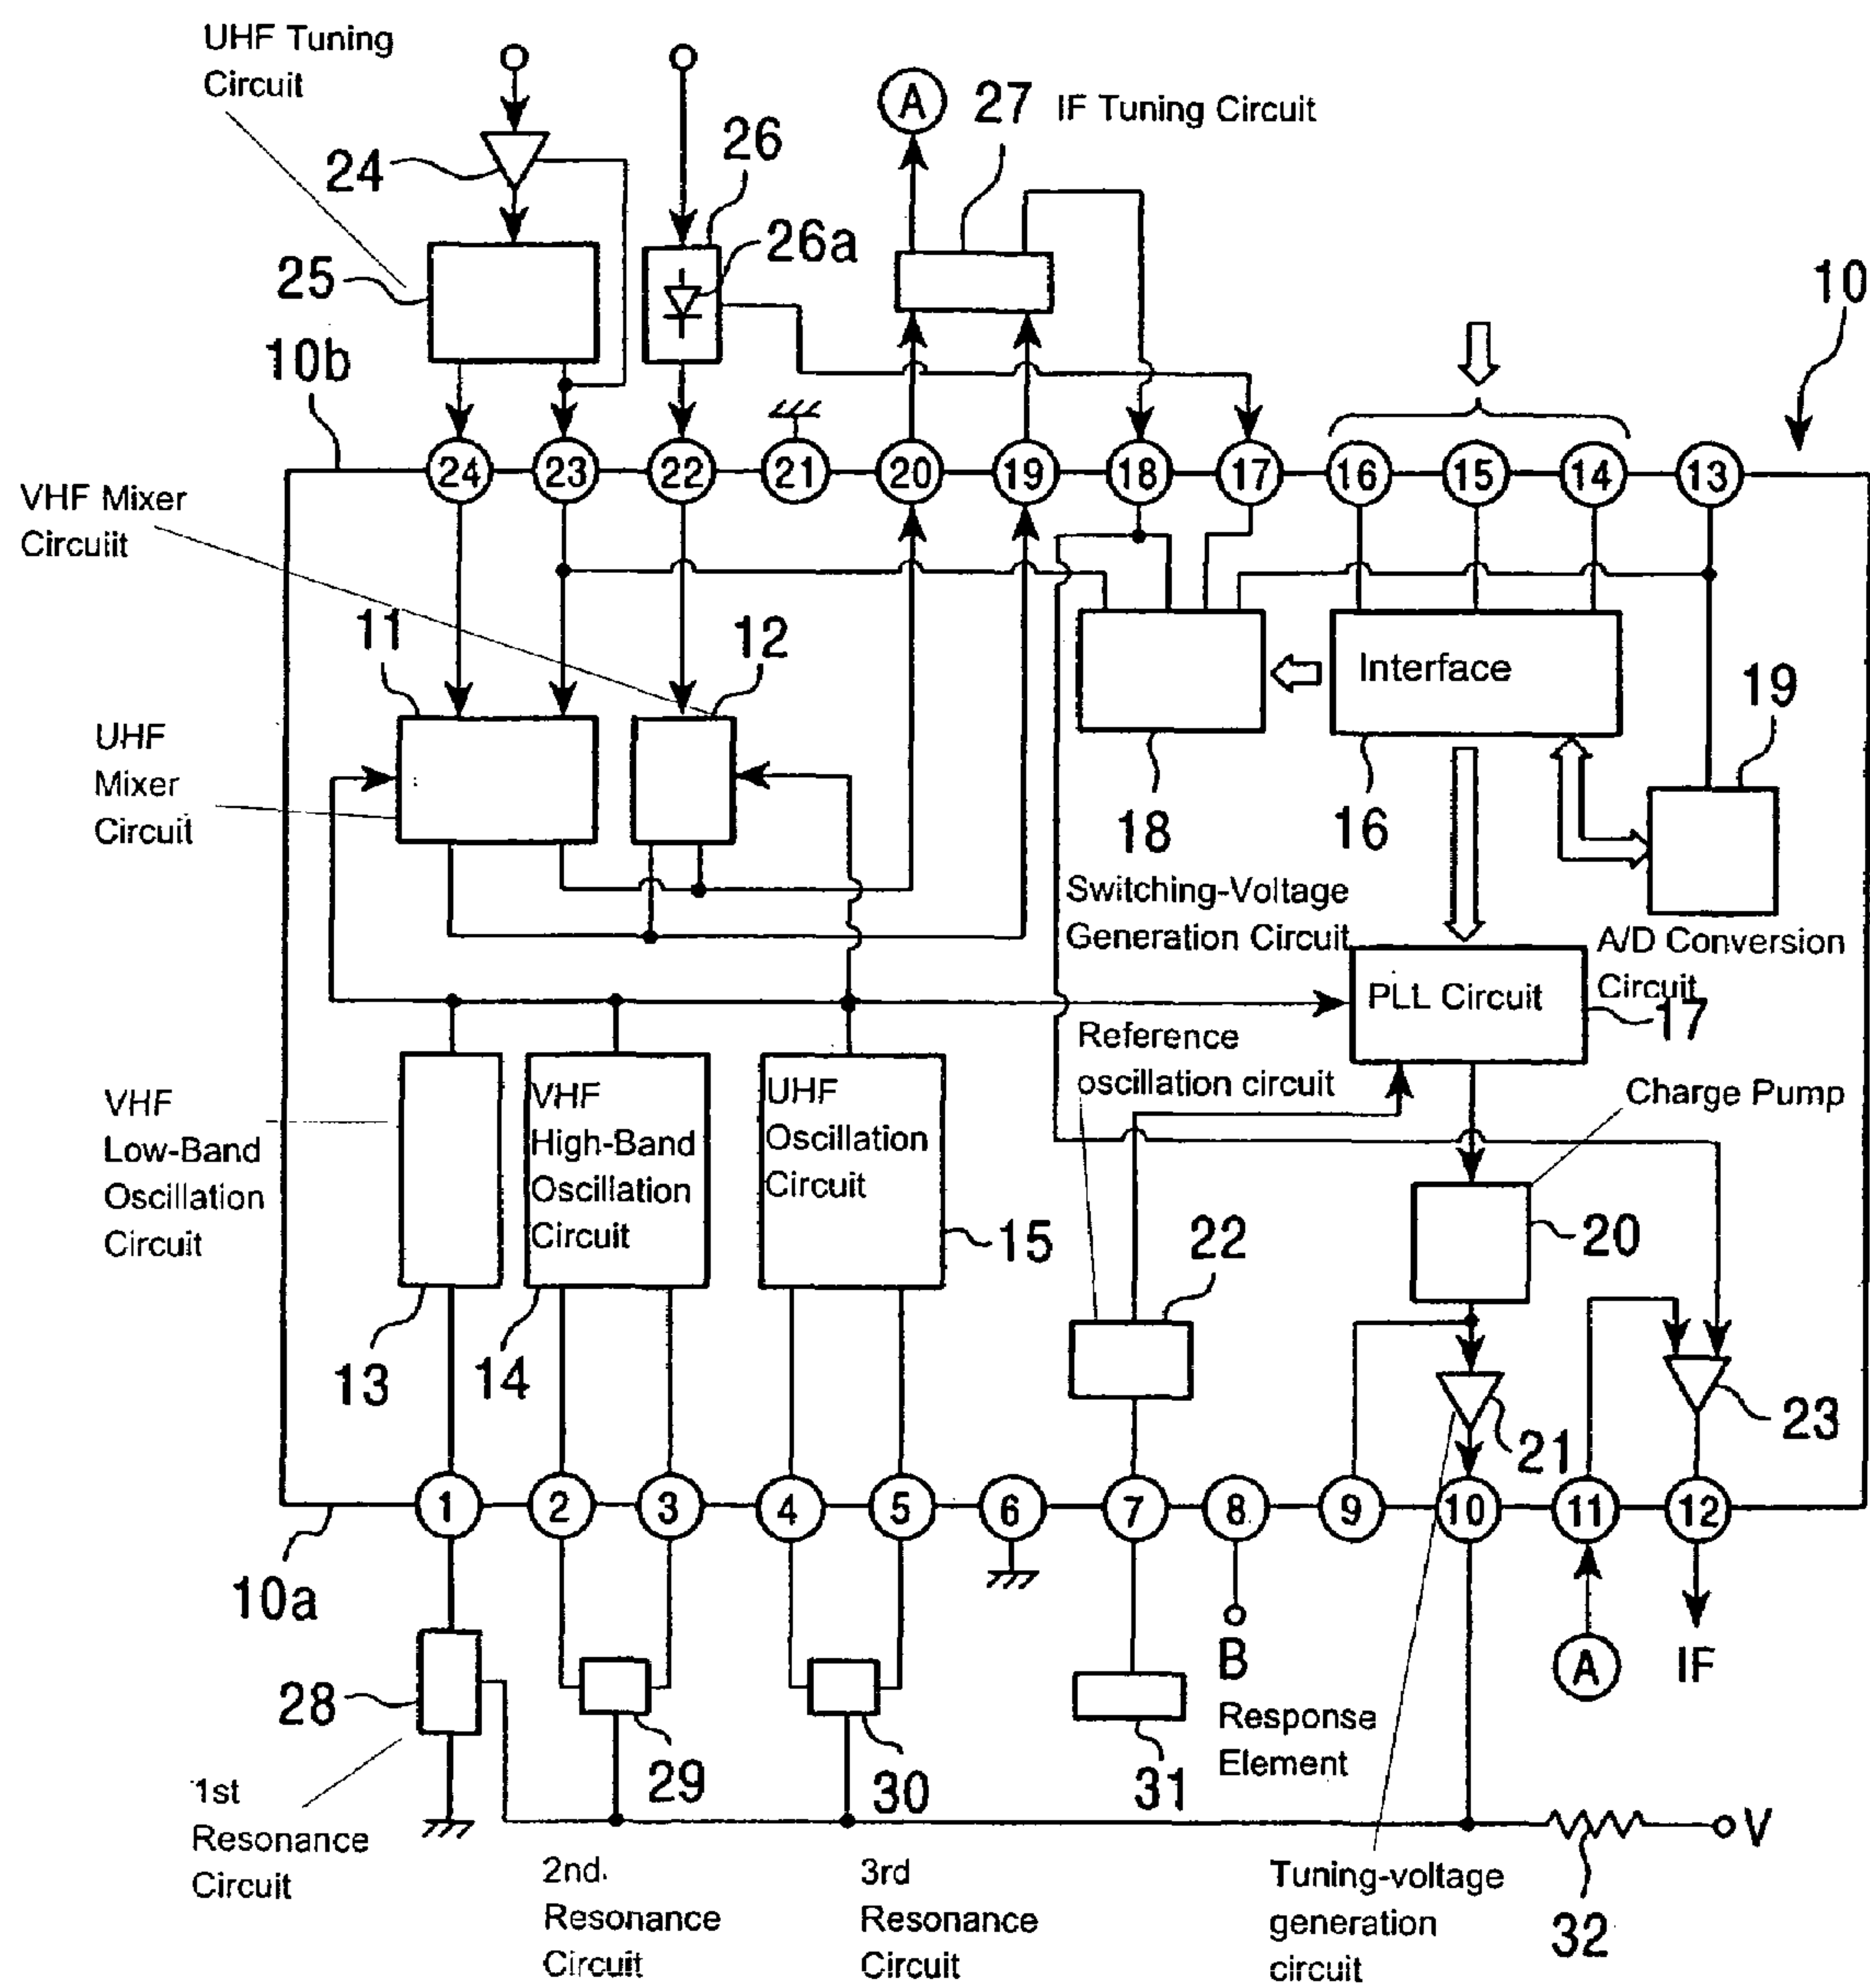 UHF Tuning
Circuit
24
25
10b
26
26a
A
27
IF Tuning Circuit
10
24
23
22
21
20
19
18
17
16
15
14
13
VHF Mixer
Circuiit
11
12
UHF
Mixer
Circuit
Interface
18
16
19
Switching-Voltage
Generation Circuit
A/D Conversion
Circuit
PLL Circuit
17
Reference
oscillation circuit
Charge Pump
VHF
Low-Band
Oscillation
Circuit
VHF
High-Band
Oscillation
Circuit
UHF
Oscillation
Circuit
13
14
15
22
20
21
23
1
2
3
4
5
6
7
8
9
10
11
12
10a
28
29
30
31
B
A
IF
Response
Element
1st
Resonance
Circuit
2nd.
Resonance
Circuit
3rd
Resonance
Circuit
Tuning-voltage
generation
circuit
32
V